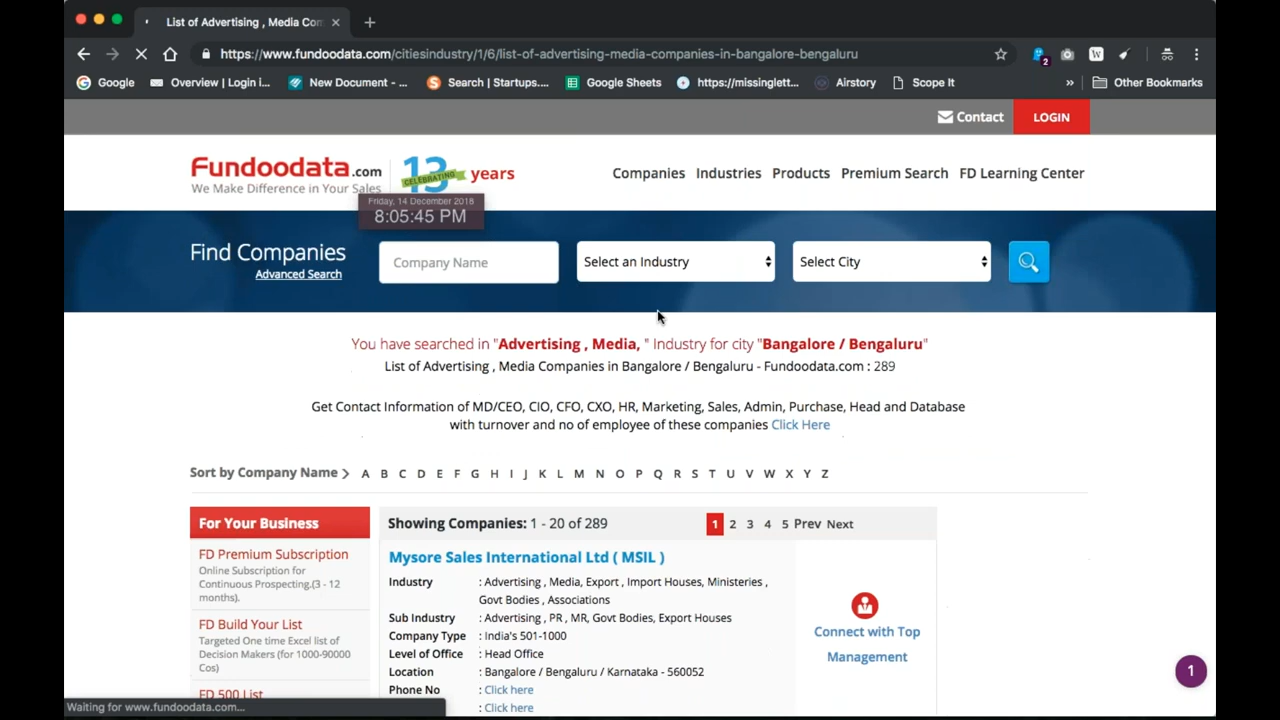 List of Advertising , Media Com
https://www.fundoodata.com/citiesindustry/1/6/list-of-advertising-media-companies-in-bangalore-bengaluru
2
W
Google Overview | Login i... New Document - ... Search | Startups.... Google Sheets https://missinglett... Airstory Scope It » Other Bookmarks
Contact LOGIN
Fundoodata.com
We Make Difference in Your Sales
13 years
CELEBRATING
Companies Industries Products Premium Search FD Learning Center
Friday, 14 December 2018
8:05:45 PM
Find Companies
Advanced Search
Company Name
Select an Industry
Select City
You have searched in "Advertising , Media, " Industry for city "Bangalore / Bengaluru"
List of Advertising , Media Companies in Bangalore / Bengaluru - Fundoodata.com : 289
Get Contact Information of MD/CEO, CIO, CFO, CXO, HR, Marketing, Sales, Admin, Purchase, Head and Database
with turnover and no of employee of these companies Click Here
Sort by Company Name > A B C D E F G H I J K L M N O P Q R S T U V W X Y Z
For Your Business
FD Premium Subscription
Online Subscription for
Continuous Prospecting.(3 - 12
months).
FD Build Your List
Targeted One time Excel list of
Decision Makers (for 1000-90000
Cos)
FD 500 List
Showing Companies: 1 - 20 of 289
1 2 3 4 5 Prev Next
Mysore Sales International Ltd ( MSIL )
Industry : Advertising , Media, Export , Import Houses, Ministeries ,
Govt Bodies , Associations
Sub Industry : Advertising , PR , MR, Govt Bodies, Export Houses
Company Type : India's 501-1000
Level of Office : Head Office
Location : Bangalore / Bengaluru / Karnataka - 560052
Phone No : Click here
: Click here
Connect with Top
Management
1
Waiting for www.fundoodata.com...